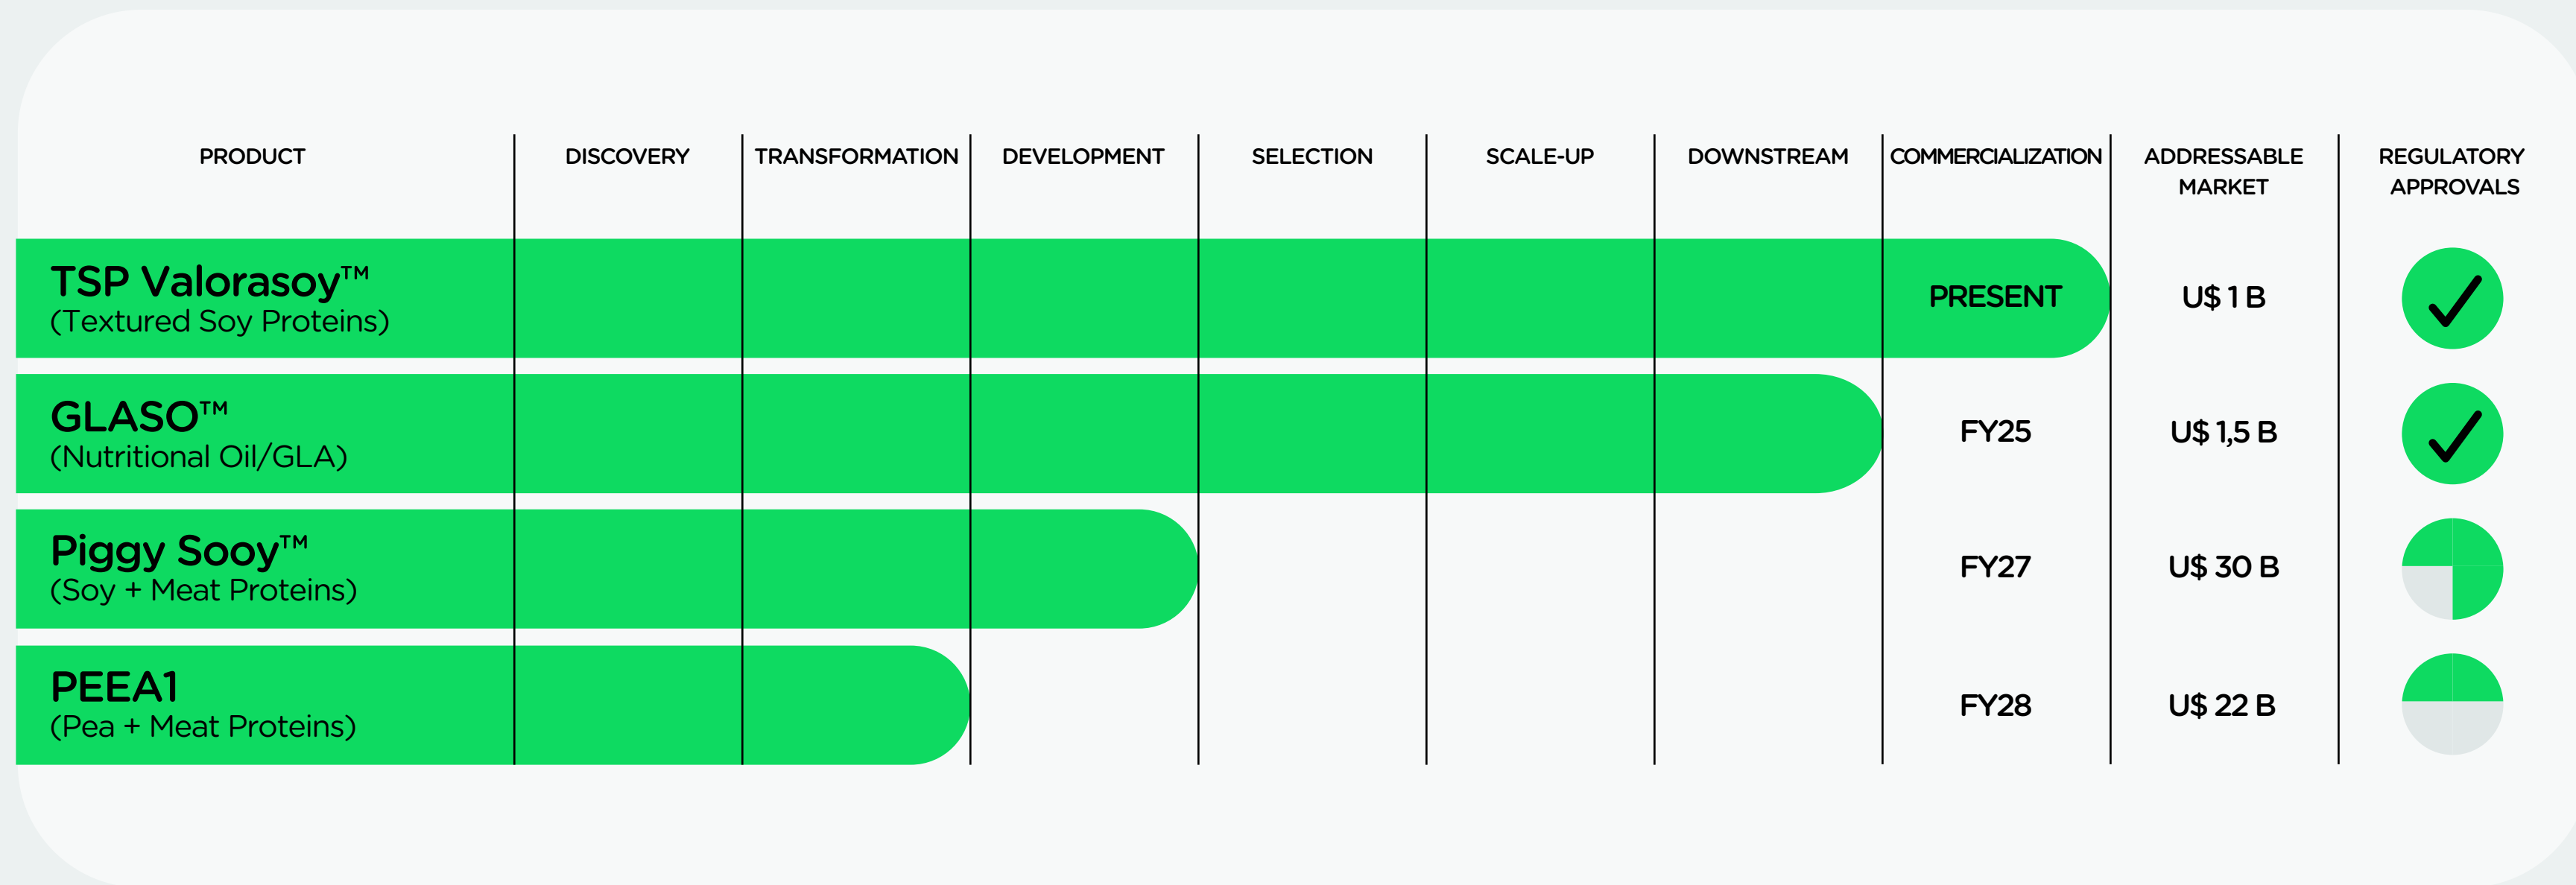 PRODUCT DISCOVERY TRANSFORMATION DEVELOPMENT SELECTION SCALE-UP DOWNSTREAM COMMERCIALIZATION ADDRESSABLE REGULATORY
MARKET APPROVALS
TSP Valorasoy™
(Textured Soy Proteins)
PRESENT U$ 1 B
GLASO™
(Nutritional Oil/GLA)
FY25 U$ 1,5 B
Piggy Sooy™
(Soy + Meat Proteins)
FY27 U$ 30 B
PEEA1
(Pea + Meat Proteins)
FY28 U$ 22 B